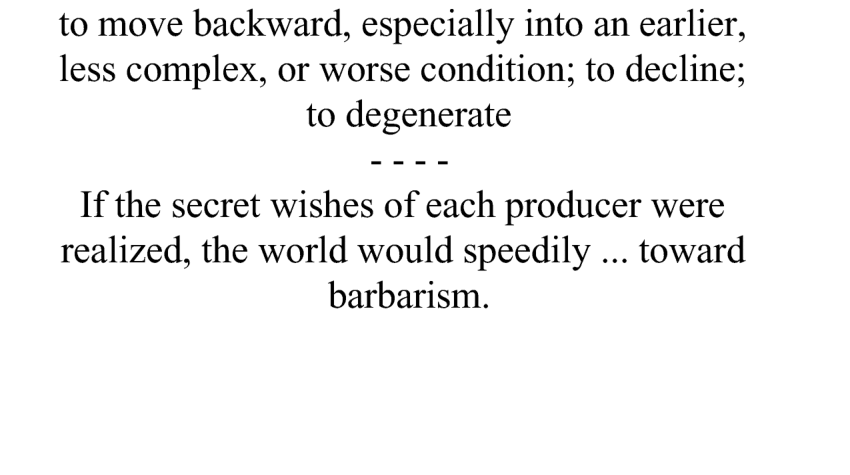 to move backward, especially into an earlier,
less complex, or worse condition; to decline;
to degenerate
- - - -
If the secret wishes of each producer were
realized, the world would speedily ... toward
barbarism.